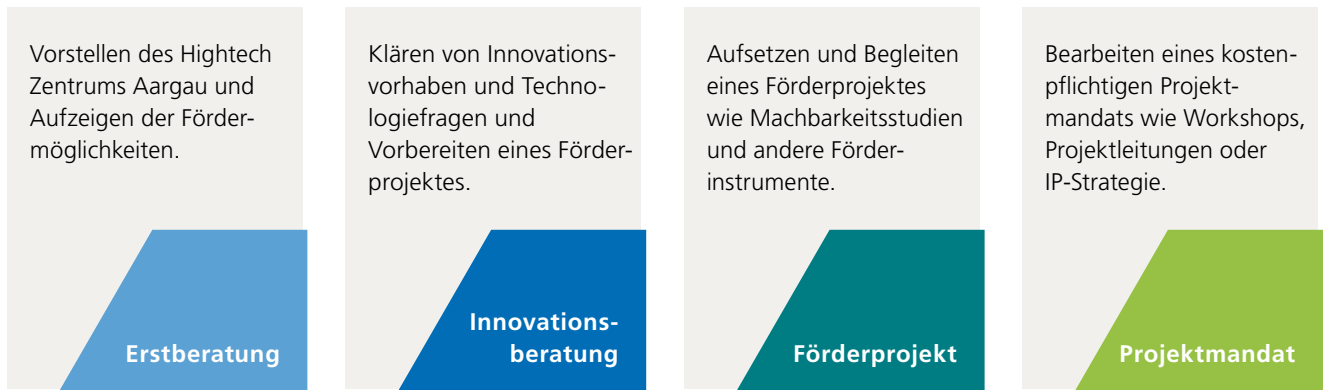 Vorstellen des Hightech
Zentrums Aargau und
Aufzeigen der Förder-
möglichkeiten.
Erstberatung
Klären von Innovations-
vorhaben und Techno-
logiefragen und
Vorbereiten eines Förder-
projektes.
Innovations-
beratung
Aufsetzen und Begleiten
eines Förderprojektes
wie Machbarkeitsstudien
und andere Förder-
instrumente.
Förderprojekt
Bearbeiten eines kosten-
pflichtigen Projekt-
mandats wie Workshops,
Projektleitungen oder
IP-Strategie.
Projektmandat